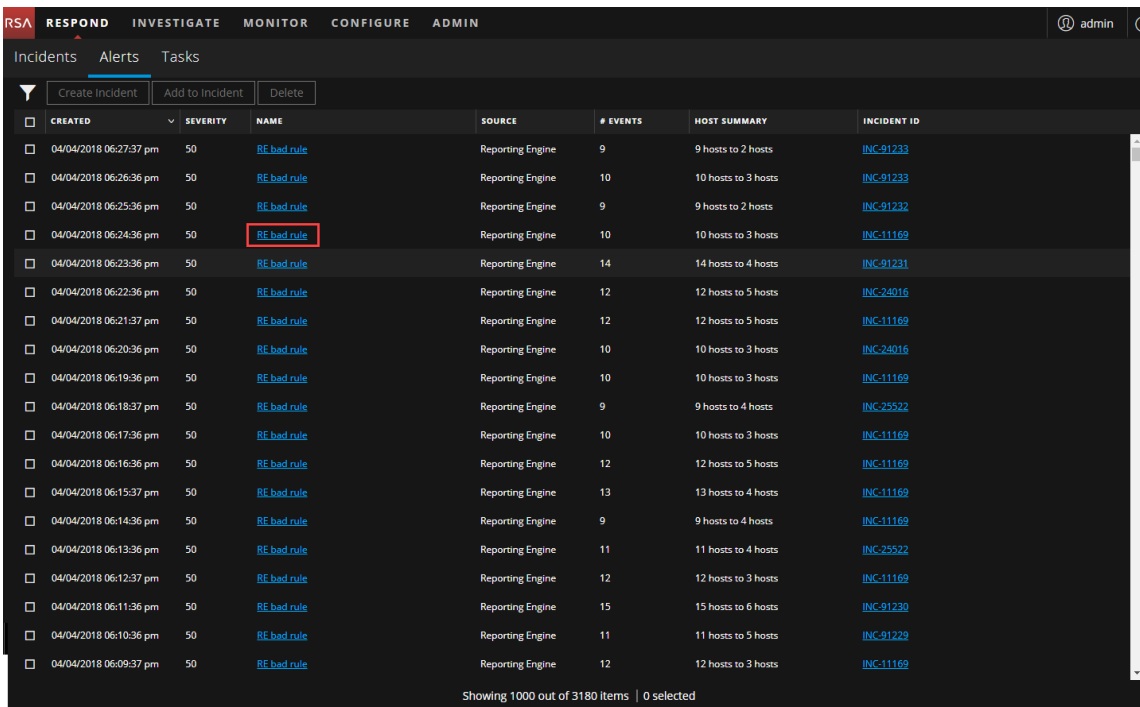 RSA RESPOND INVESTIGATE MONITOR CONFIGURE ADMIN admin
Incidents Alerts Tasks
Create Incident Add to Incident Delete
CREATED SEVERITY NAME SOURCE # EVENTS HOST SUMMARY INCIDENT ID
04/04/2018 06:27:37 pm 50 RE bad rule Reporting Engine 9 9 hosts to 2 hosts INC-91233
04/04/2018 06:26:36 pm 50 RE bad rule Reporting Engine 10 10 hosts to 3 hosts INC-91233
04/04/2018 06:25:36 pm 50 RE bad rule Reporting Engine 9 9 hosts to 2 hosts INC-91232
04/04/2018 06:24:36 pm 50 RE bad rule Reporting Engine 10 10 hosts to 3 hosts INC-11169
04/04/2018 06:23:36 pm 50 RE bad rule Reporting Engine 14 14 hosts to 4 hosts INC-91231
04/04/2018 06:22:36 pm 50 RE bad rule Reporting Engine 12 12 hosts to 5 hosts INC-24016
04/04/2018 06:21:37 pm 50 RE bad rule Reporting Engine 12 12 hosts to 5 hosts INC-11169
04/04/2018 06:20:36 pm 50 RE bad rule Reporting Engine 10 10 hosts to 3 hosts INC-24016
04/04/2018 06:19:36 pm 50 RE bad rule Reporting Engine 10 10 hosts to 3 hosts INC-11169
04/04/2018 06:18:37 pm 50 RE bad rule Reporting Engine 9 9 hosts to 4 hosts INC-25522
04/04/2018 06:17:36 pm 50 RE bad rule Reporting Engine 10 10 hosts to 3 hosts INC-11169
04/04/2018 06:16:36 pm 50 RE bad rule Reporting Engine 12 12 hosts to 5 hosts INC-11169
04/04/2018 06:15:37 pm 50 RE bad rule Reporting Engine 13 13 hosts to 4 hosts INC-11169
04/04/2018 06:14:36 pm 50 RE bad rule Reporting Engine 9 9 hosts to 4 hosts INC-11169
04/04/2018 06:13:36 pm 50 RE bad rule Reporting Engine 11 11 hosts to 4 hosts INC-25522
04/04/2018 06:12:37 pm 50 RE bad rule Reporting Engine 12 12 hosts to 3 hosts INC-11169
04/04/2018 06:11:36 pm 50 RE bad rule Reporting Engine 15 15 hosts to 6 hosts INC-91230
04/04/2018 06:10:36 pm 50 RE bad rule Reporting Engine 11 11 hosts to 5 hosts INC-91229
04/04/2018 06:09:37 pm 50 RE bad rule Reporting Engine 12 12 hosts to 3 hosts INC-11169
Showing 1000 out of 3180 items | 0 selected